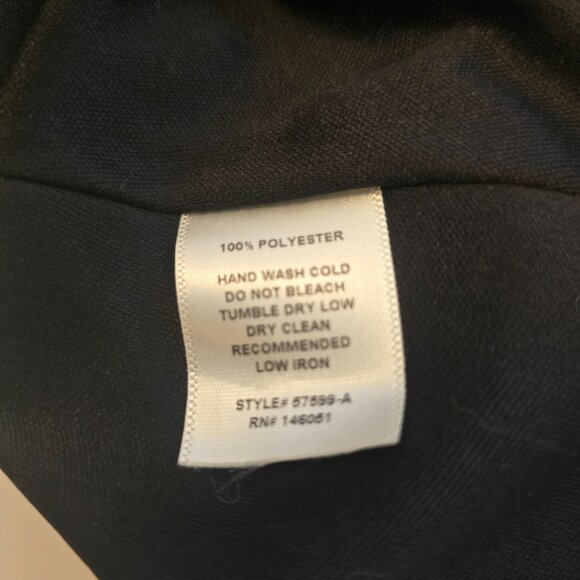 100% POLYESTER
HAND WASH COLD
DO NOT BLEACH
TUMBLE DRY LOW
DRY CLEAN
RECOMMENDED
LOW IRON
STYLE# 57599-A
RN# 146051